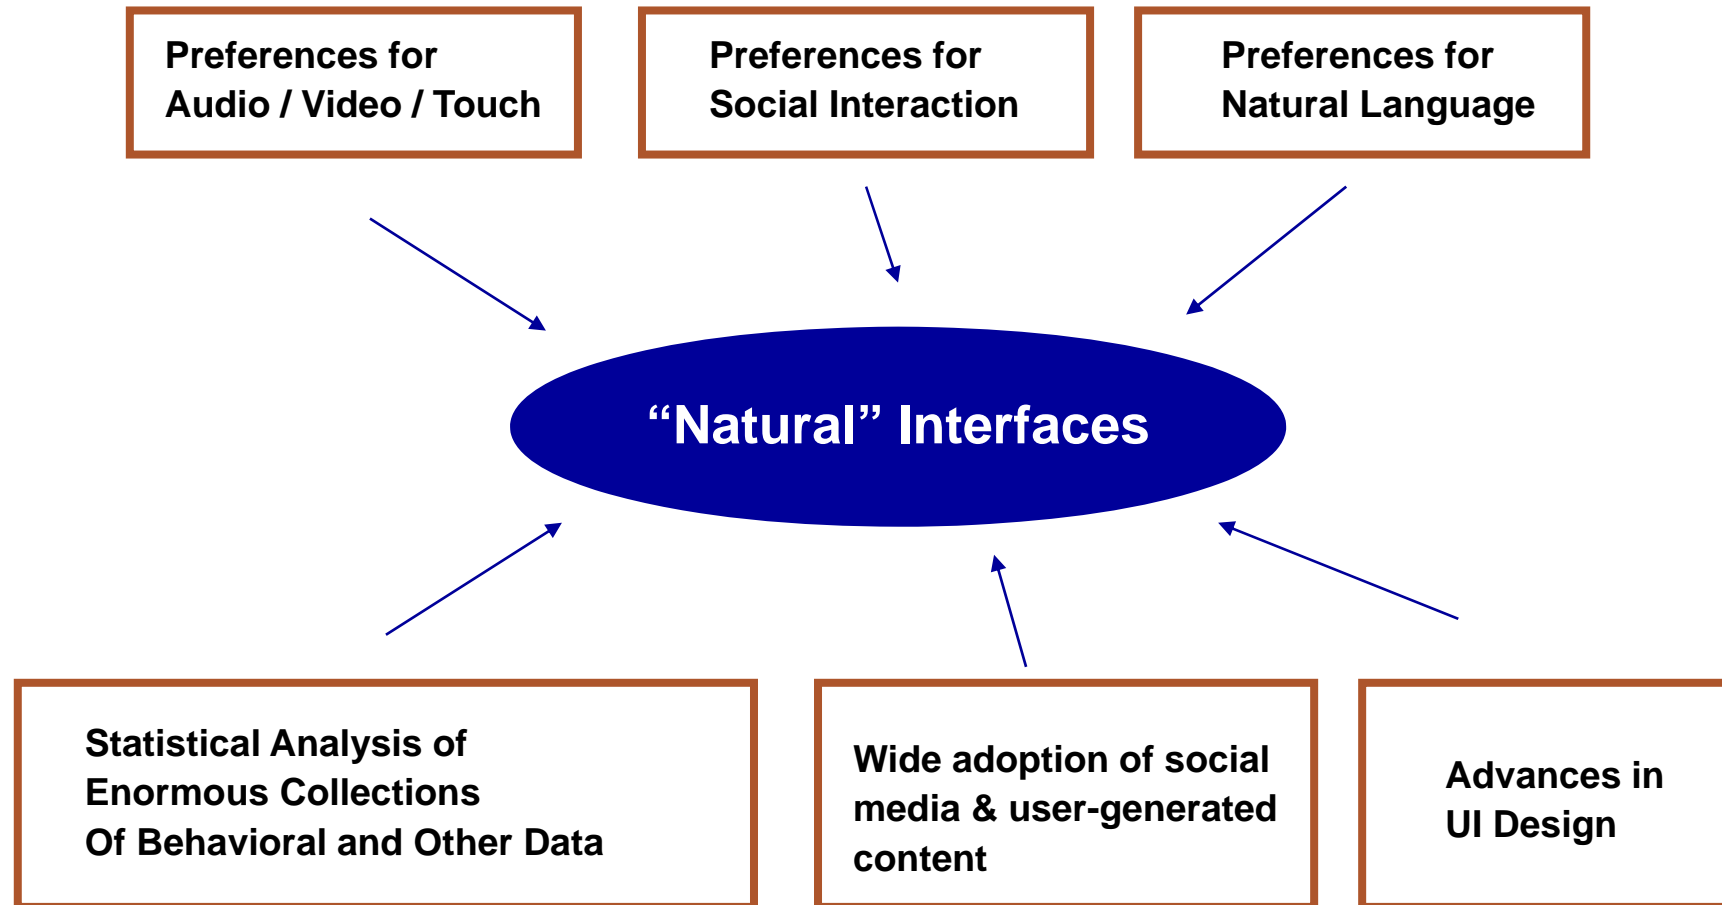 Preferences for
Audio / Video / Touch
Preferences for
Social Interaction
Preferences for
Natural Language
“Natural” Interfaces
Statistical Analysis of
Enormous Collections
Of Behavioral and Other Data
Wide adoption of social
media & user-generated
content
Advances in
UI Design